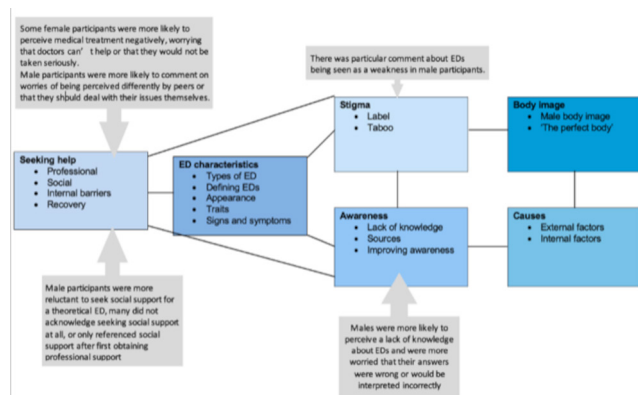 Some female participants were more likely to
perceive medical treatment negatively, worrying
that doctors can' t help or that they would not be
taken seriously.
Male participants were more likely to comment on
worries of being perceived differently by peers or
that they should deal with their issues themselves.
There was particular comment about EDs
being seen as a weakness in male participants.
Stigma
• Label
• Taboo
Body Image
• Male body image
• 'The perfect body'
Seeking help
• Professional
• Social
• Internal barriers
• Recovery
ED characteristics
• Types of ED
• Defining EDs
• Appearance
• Traits
• Signs and symptoms
Awareness
• Lack of knowledge
• Sources
• Improving awareness
Causes
• External factors
• Internal factors
Male participants were more
reluctant to seek social support for
a theoretical ED, many did not
acknowledge seeking social support
at all, or only referenced social
support after first obtaining
professional support
Males were more likely to
perceive a lack of knowledge
about EDs and were more
worried that their answers
were wrong or would be
interpreted incorrectly